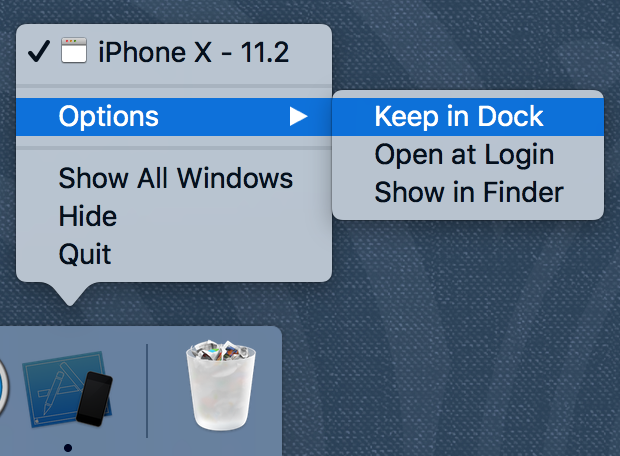 iPhone X - 11.2
Options
Keep in Dock
Open at Login
Show in Finder
Show All Windows
Hide
Quit